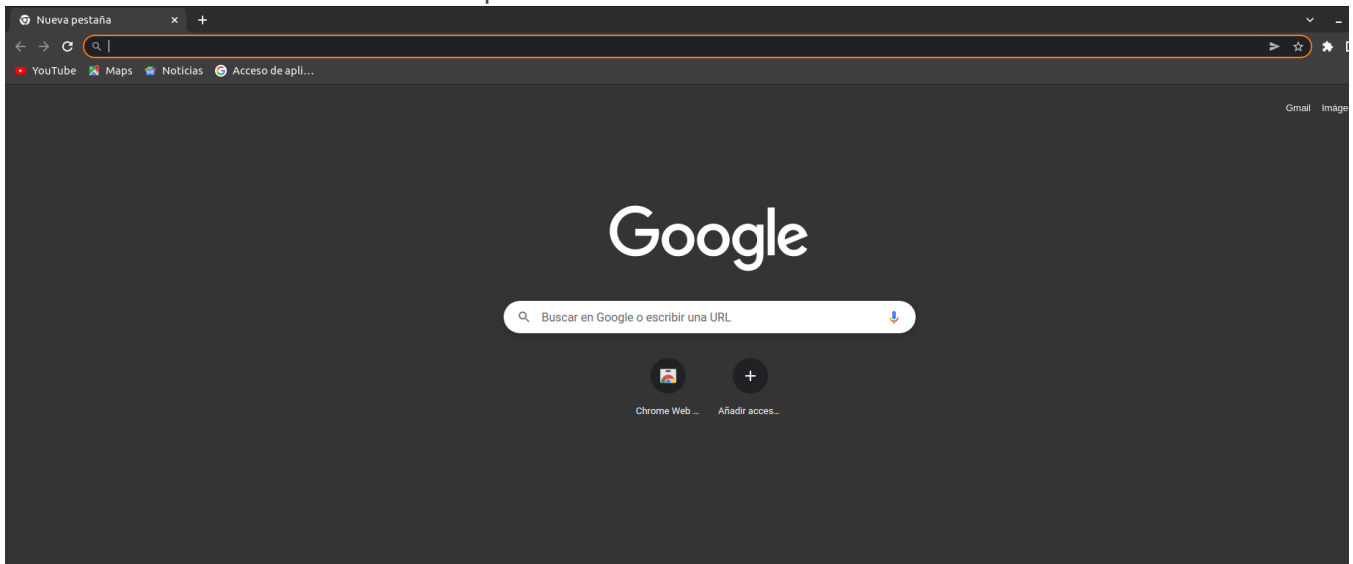 Nueva pestaña
YouTube Maps Noticias Acceso de apli...
Gmail Imáge
Google
Buscar en Google o escribir una URL
Chrome Web ... Añadir acces...